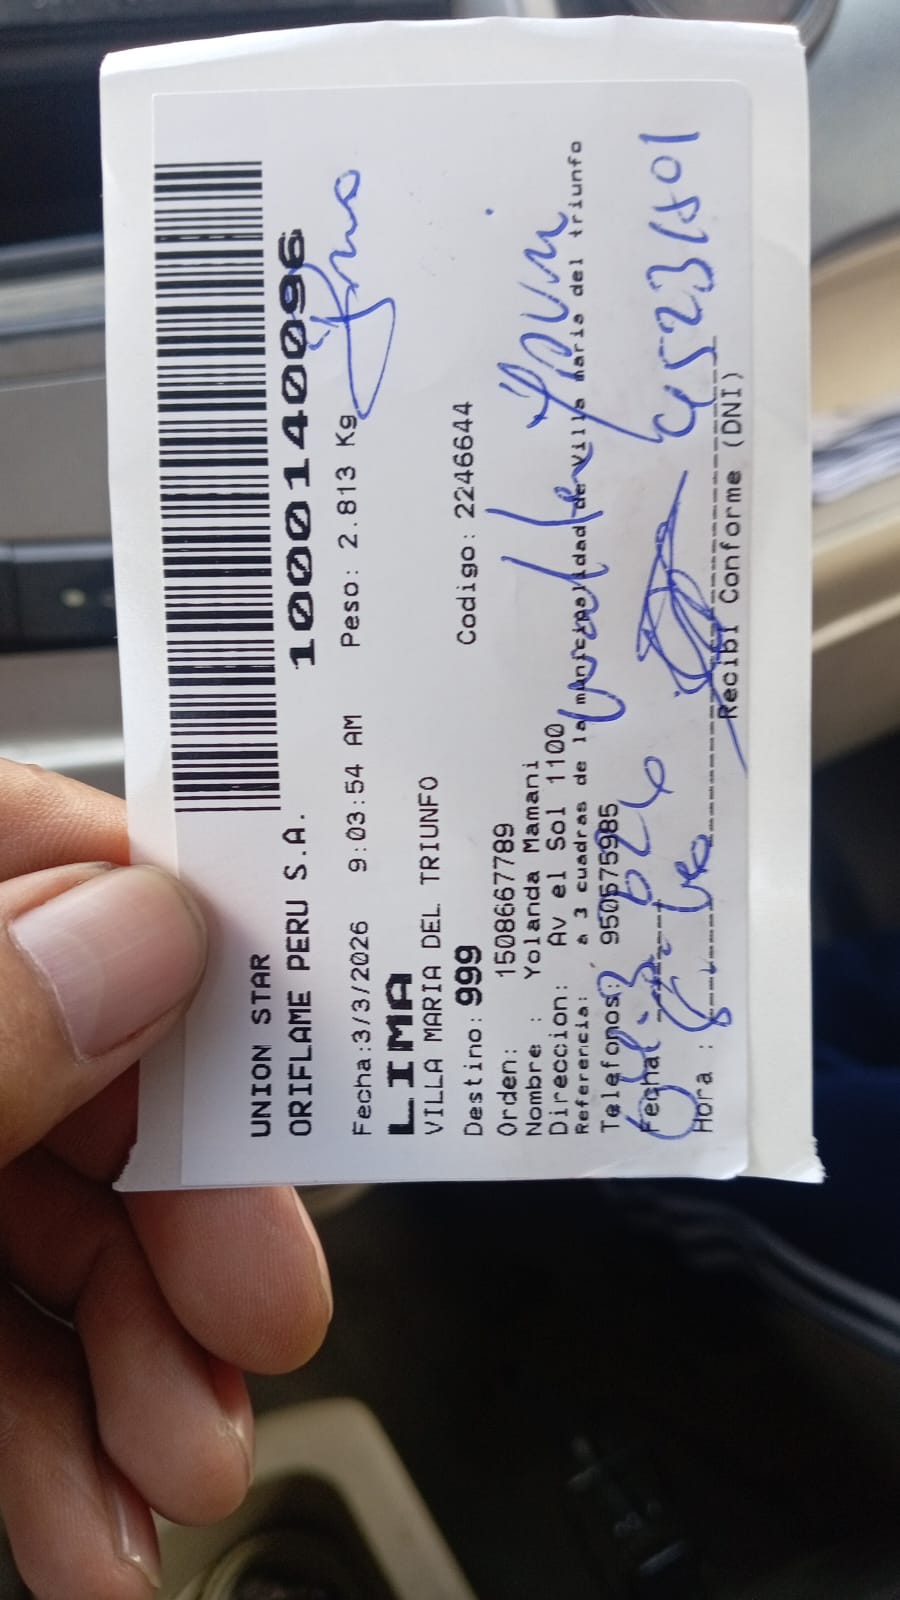 UNION STAR
ORIFLAME PERU S.A. 1000140096
Fecha:3/3/2026 9:03:54 AM Peso: 2.813 Kg
LIMA
VILLA MARIA DEL TRIUNFO
Destino: 999 Codigo: 2246644
Orden: 1508667789
Nombre : Yolanda Mamani
Direccion: Av el Sol 1100
Referencia: a 3 cuadras de la municipalidad de Villa maria del triunfo
Telefonos: 950575985
Fecha:
Hora :
Recibi Conforme (DNI)